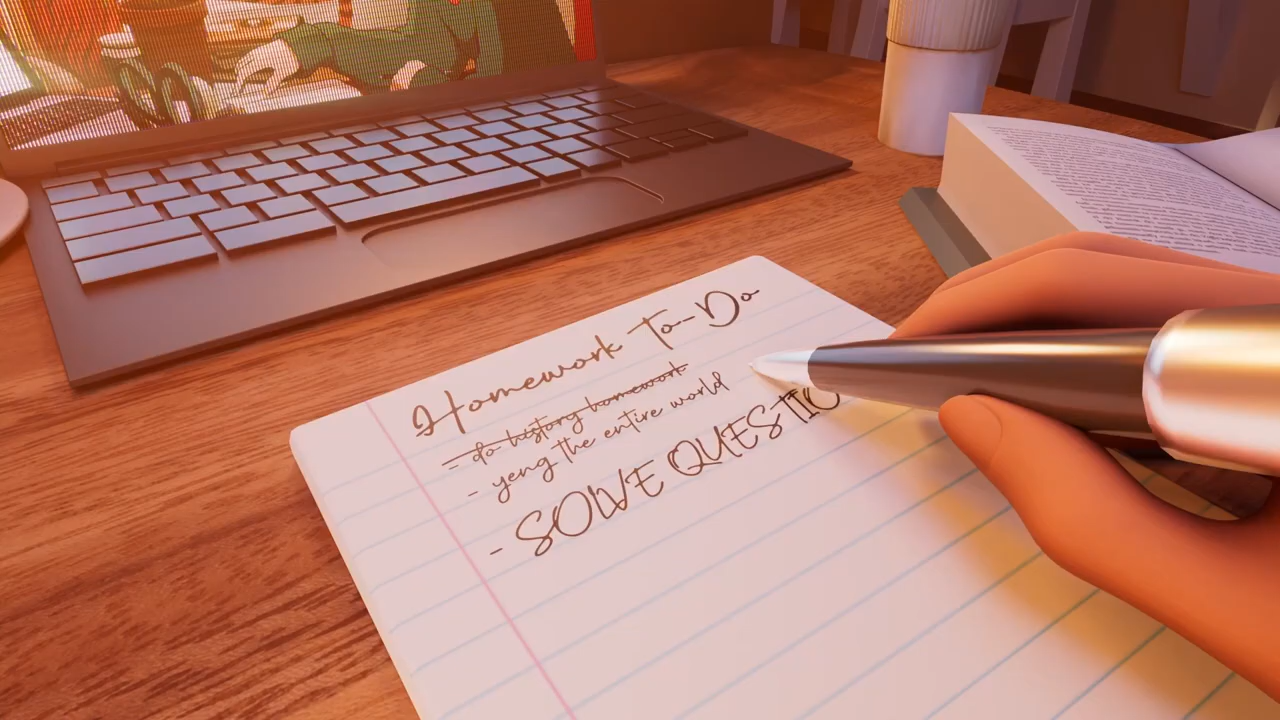 Homework To-Do
- do history homework
- yeng the entire world
- SOLVE QUESTIO